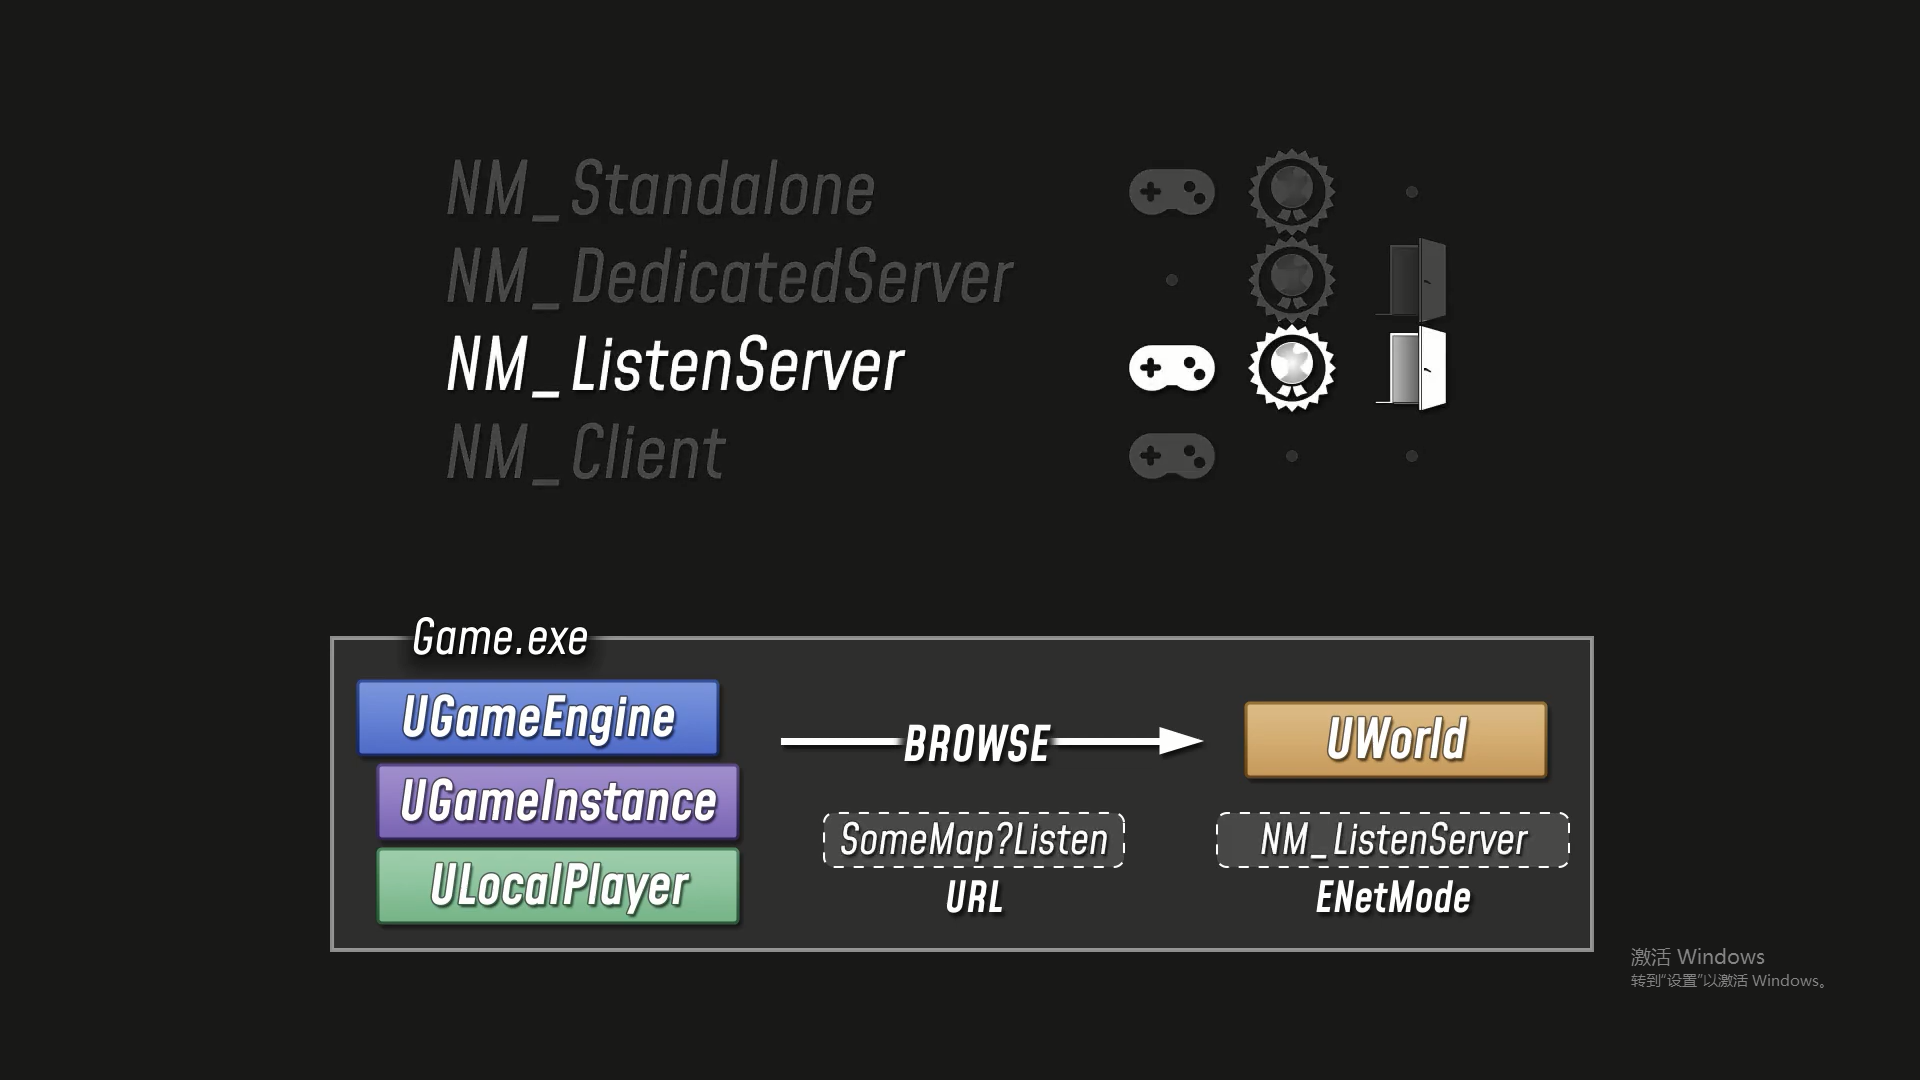 NM_Standalone
NM_DedicatedServer
NM_ListenServer
NM_Client
Game.exe
UGameEngine
UGameInstance
ULocalPlayer
BROWSE
SomeMap?Listen
URL
UWorld
NM_ListenServer
ENetMode
激活 Windows
转到“设置”以激活 Windows。